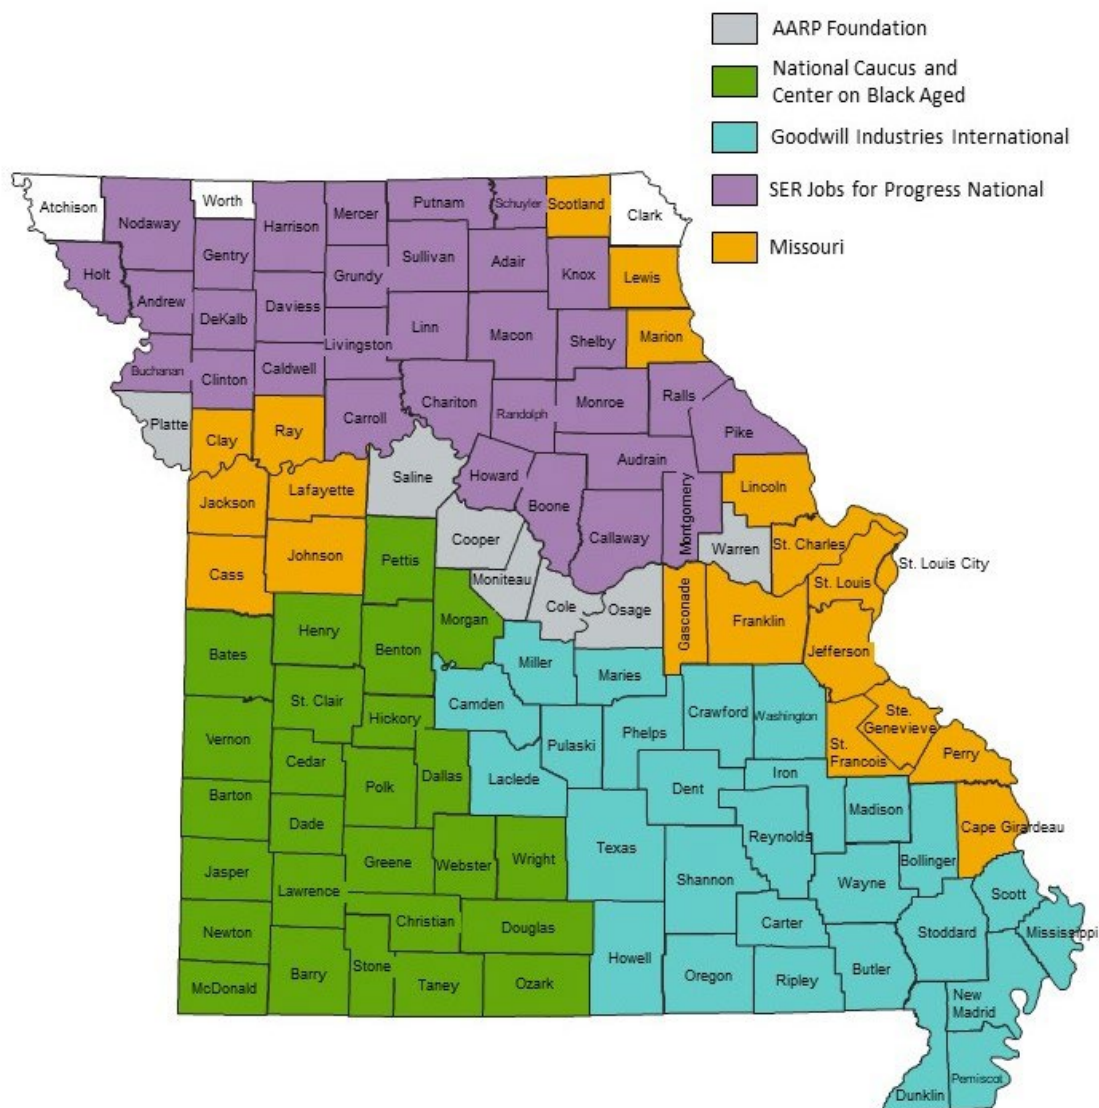 AARP Foundation
National Caucus and
Center on Black Aged
Goodwill Industries International
SER Jobs for Progress National
Missouri
Atchison
Nodaway
Worth
Harrison
Mercer
Putnam
Schuyler
Scotland
Clark
Holt
Andrew
Gentry
DeKalb
Daviess
Grundy
Sullivan
Adair
Knox
Lewis
Buchanan
Clinton
Caldwell
Livingston
Linn
Macon
Shelby
Marion
Platte
Clay
Ray
Carroll
Chariton
Randolph
Monroe
Ralls
Pike
Jackson
Lafayette
Saline
Howard
Boone
Audrain
Callaway
Montgomery
Lincoln
Warren
St. Charles
St. Louis
St. Louis City
Cass
Johnson
Pettis
Cooper
Moniteau
Cole
Osage
Gasconade
Franklin
Jefferson
Bates
Henry
Benton
Morgan
Miller
Maries
Camden
Vernon
St. Clair
Hickory
Pulaski
Phelps
Crawford
Washington
St.
Francois
Ste.
Genevieve
Perry
Barton
Cedar
Polk
Dallas
Laclede
Dent
Iron
Madison
Cape Girardeau
Dade
Jasper
Lawrence
Greene
Webster
Wright
Texas
Shannon
Reynolds
Wayne
Bollinger
Scott
Mississippi
Newton
Christian
Douglas
Howell
Carter
Stoddard
McDonald
Barry
Stone
Taney
Ozark
Oregon
Ripley
Butler
New
Madrid
Dunklin
Pemiscot